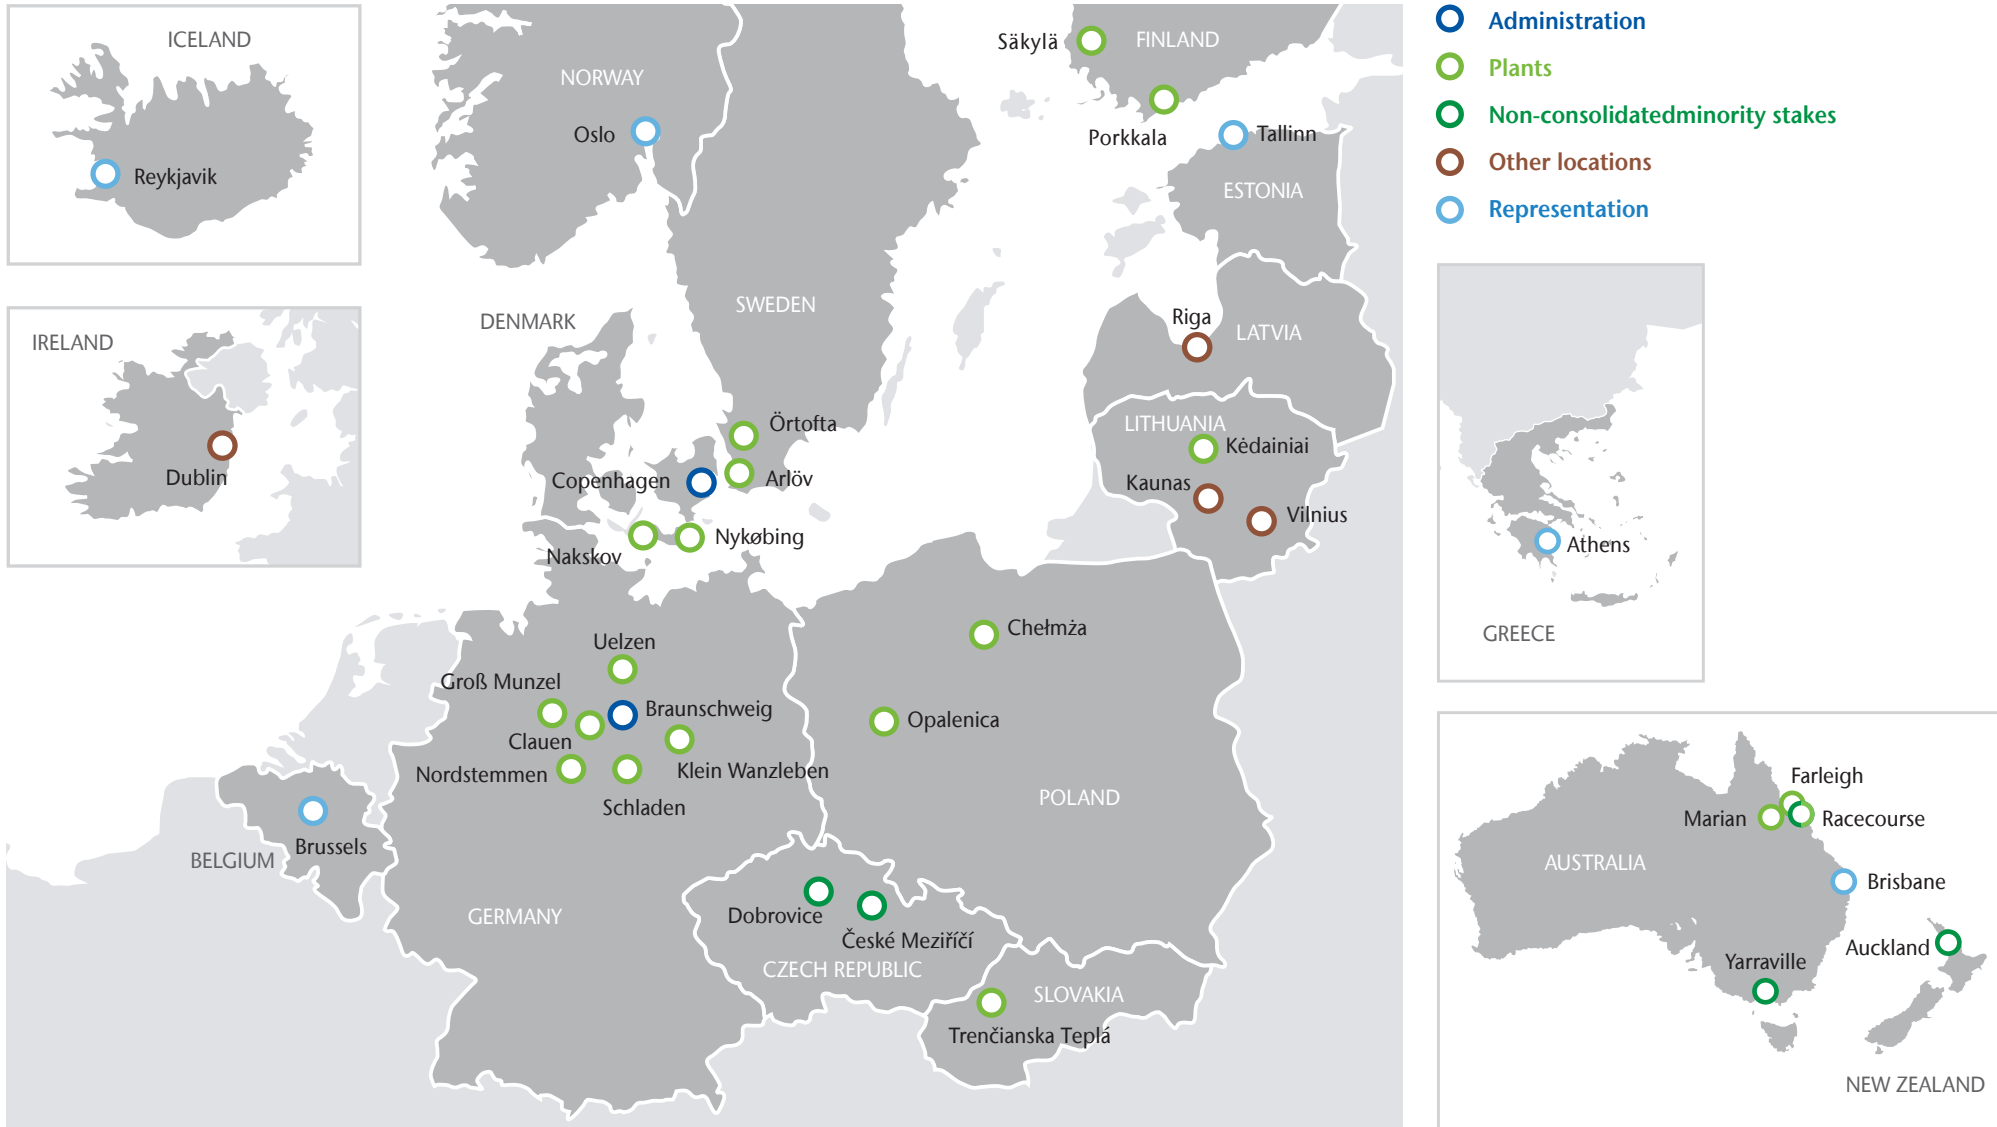 ICELAND
Reykjavik
IRELAND
Dublin
NORWAY
Oslo
SWEDEN
DENMARK
Säkylä
FINLAND
Porkkala
Tallinn
ESTONIA
Riga
LATVIA
LITHUANIA
Kėdainiai
Kaunas
Vilnius
Örtofta
Copenhagen
Arlöv
Nykøbing
Nakskov
Uelzen
Groß Munzel
Braunschweig
Clauen
Nordstemmen
Klein Wanzleben
Schladen
Chełmża
Opalenica
POLAND
Brussels
BELGIUM
GERMANY
Dobrovice
České Meziříčí
CZECH REPUBLIC
SLOVAKIA
Trenčianska Teplá
Administration
Plants
Non-consolidatedminority stakes
Other locations
Representation
Athens
GREECE
Farleigh
Marian
Racecourse
AUSTRALIA
Brisbane
Auckland
Yarraville
NEW ZEALAND